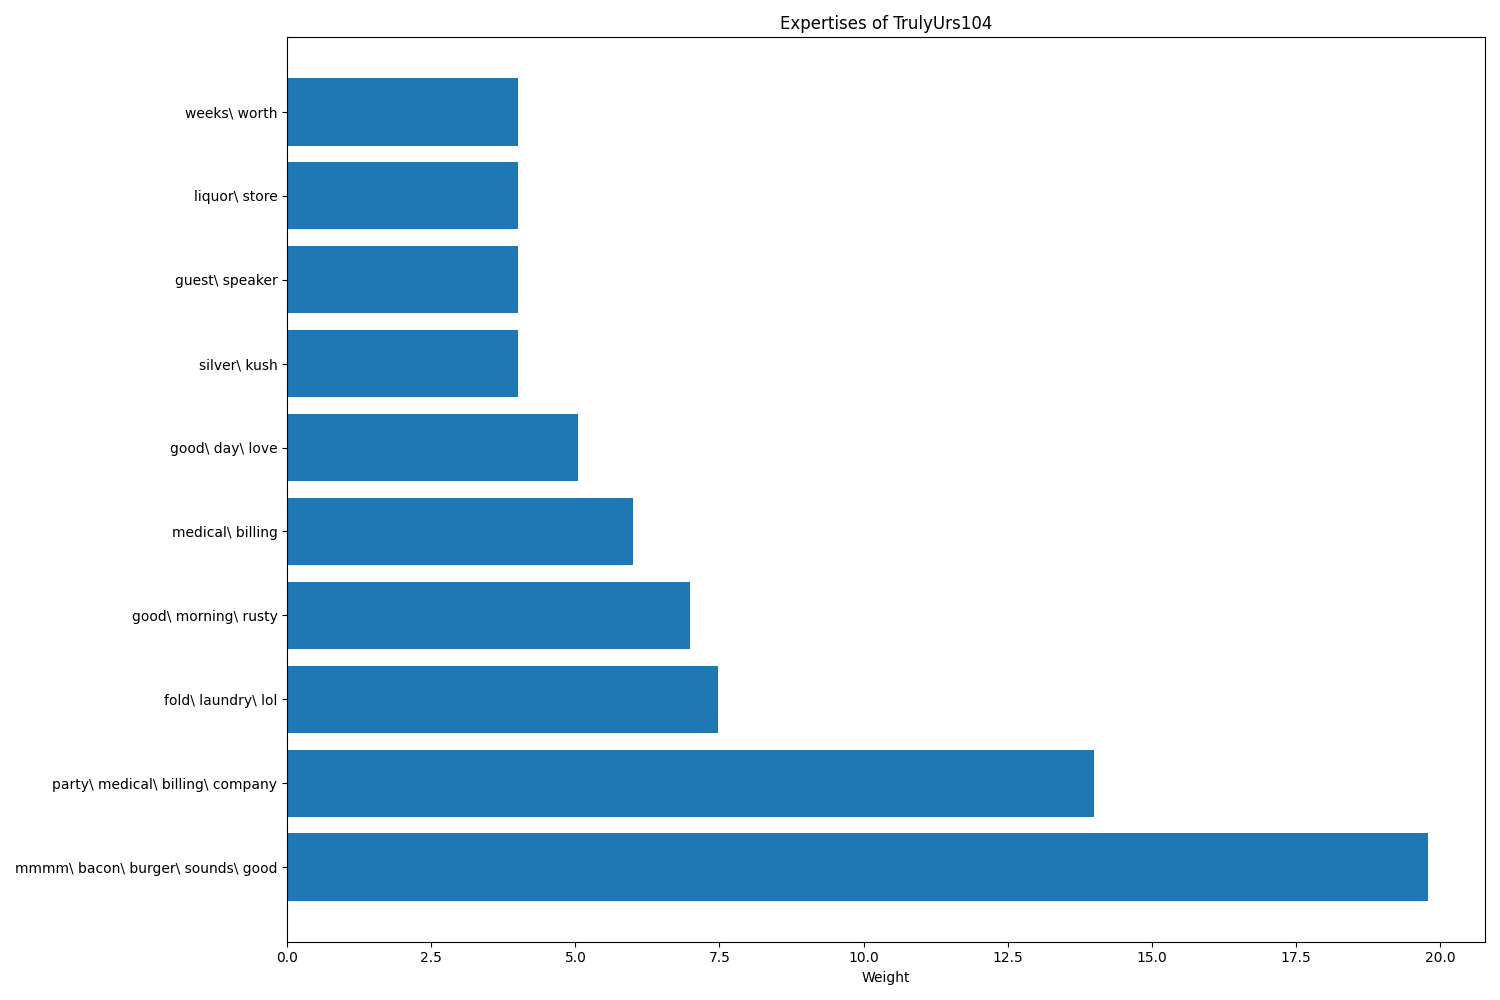 Expertises of TrulyUrs104
weeks\ worth
liquor\ store
guest\ speaker
silver\ kush
good\ day\ love
medical\ billing
good\ morning\ rusty
fold\ laundry\ lol
party\ medical\ billing\ company
mmmm\ bacon\ burger\ sounds\ good
0.0 2.5 5.0 7.5 10.0 12.5 15.0 17.5 20.0
Weight